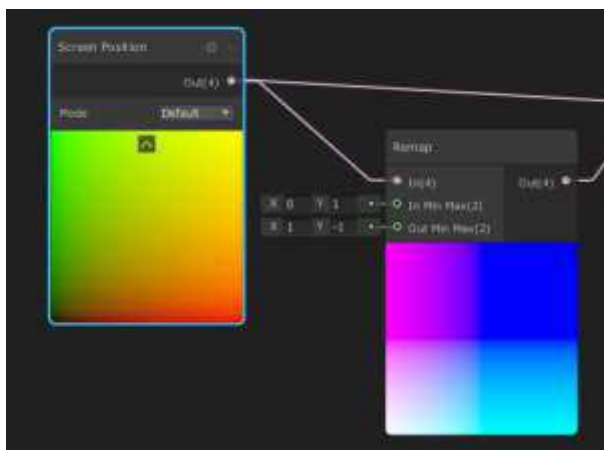 Screen Position
Out(4)
Mode Default
Remap
In(4) Out(4)
X 0 Y 1 In Min Max(2)
X 1 Y -1 Out Min Max(2)